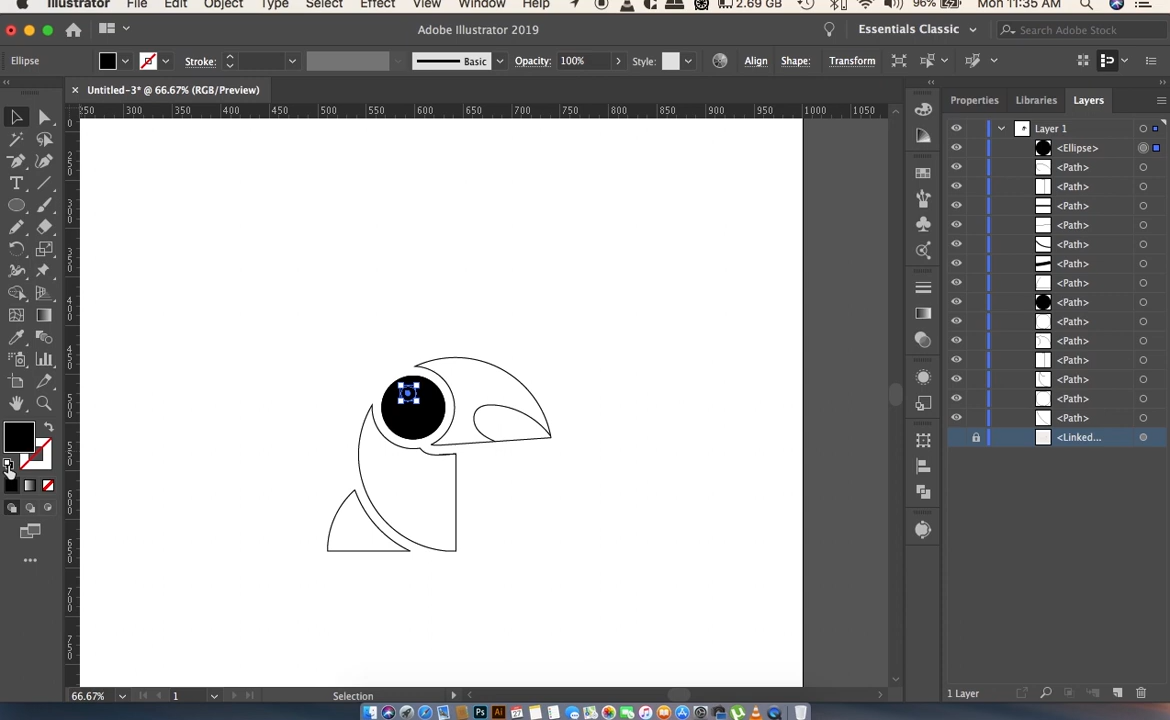 Illustrator File Edit Object Type Select Effect View Window Help 2.69 GB 96% Mon 11:35 AM
Adobe Illustrator 2019
Essentials Classic
Search Adobe Stock
Ellipse
Stroke:
Basic
Opacity: 100%
Style:
Align
Shape:
Transform
× Untitled-3* @ 66.67% (RGB/Preview)
Properties Libraries Layers
250 300 350 400 450 500 550 600 650 700 750 800 850 900 950 1000 1050
Layer 1
<Ellipse>
<Path>
<Path>
<Path>
<Path>
<Path>
<Path>
<Path>
<Path>
<Path>
<Path>
<Path>
<Path>
<Path>
<Path>
<Linked...
66.67%
1
Selection
1 Layer